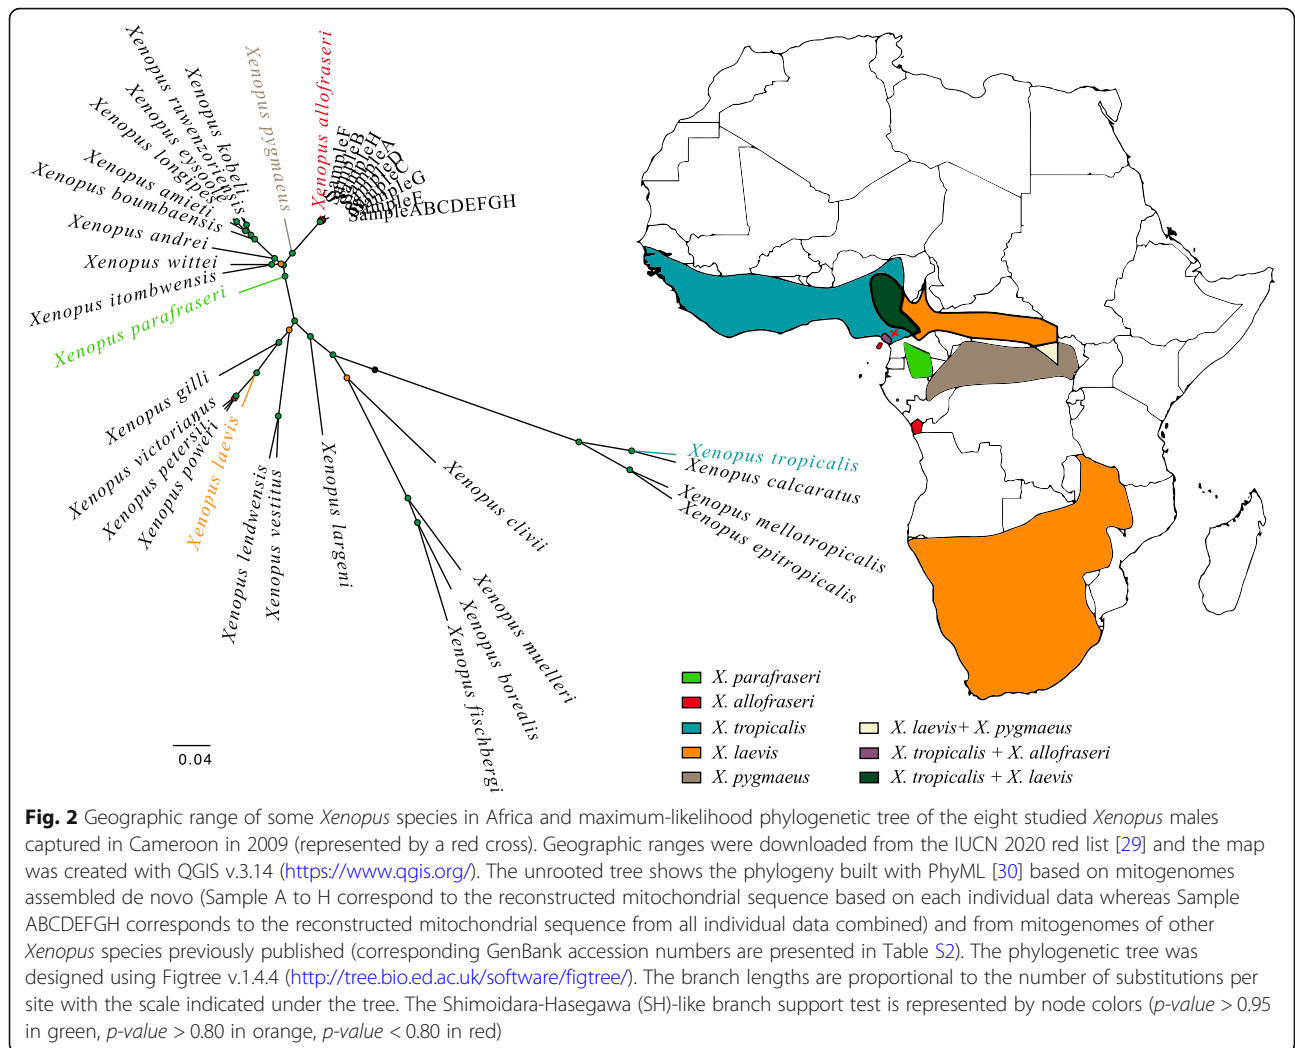 Xenopus ruwenzoriensis
Xenopus kobeli
Xenopus eysoole
Xenopus longipes
Xenopus amieti
Xenopus boumbaensis
Xenopus andrei
Xenopus wittei
Xenopus itombwensis
Xenopus parafraseri
Xenopus pygmaeus
Xenopus allofraseri
SampleF
SampleB
SampleH
SampleA
SampleG
SampleE
SampleABCDEFGH
Xenopus gilli
Xenopus victorianus
Xenopus petersii
Xenopus poweri
Xenopus laevis
Xenopus lendwensis
Xenopus vestitus
Xenopus largeni
Xenopus clivii
Xenopus muelleri
Xenopus borealis
Xenopus fischbergi
Xenopus tropicalis
Xenopus calcaratus
Xenopus mellotropicalis
Xenopus epitropicalis
0.04
X. parafraseri
X. allofraseri
X. tropicalis
X. laevis
X. pygmaeus
X. laevis+ X. pygmaeus
X. tropicalis + X. allofraseri
X. tropicalis + X. laevis
Fig. 2 Geographic range of some Xenopus species in Africa and maximum-likelihood phylogenetic tree of the eight studied Xenopus males
captured in Cameroon in 2009 (represented by a red cross). Geographic ranges were downloaded from the IUCN 2020 red list [29] and the map
was created with QGIS v.3.14 (https://www.qgis.org/). The unrooted tree shows the phylogeny built with PhyML [30] based on mitogenomes
assembled de novo (Sample A to H correspond to the reconstructed mitochondrial sequence based on each individual data whereas Sample
ABCDEFGH corresponds to the reconstructed mitochondrial sequence from all individual data combined) and from mitogenomes of other
Xenopus species previously published (corresponding GenBank accession numbers are presented in Table S2). The phylogenetic tree was
designed using Figtree v.1.4.4 (http://tree.bio.ed.ac.uk/software/figtree/). The branch lengths are proportional to the number of substitutions per
site with the scale indicated under the tree. The Shimoidara-Hasegawa (SH)-like branch support test is represented by node colors (p-value > 0.95
in green, p-value > 0.80 in orange, p-value < 0.80 in red)